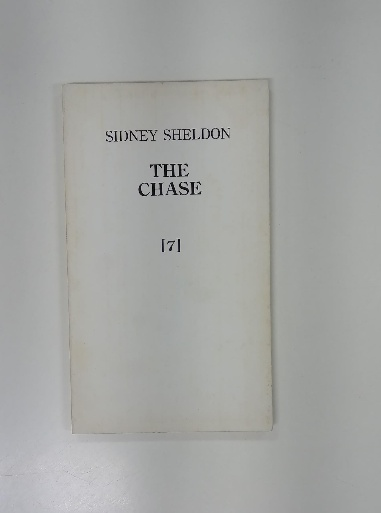 SIDNEY SHELDON
THE
CHASE
[7]